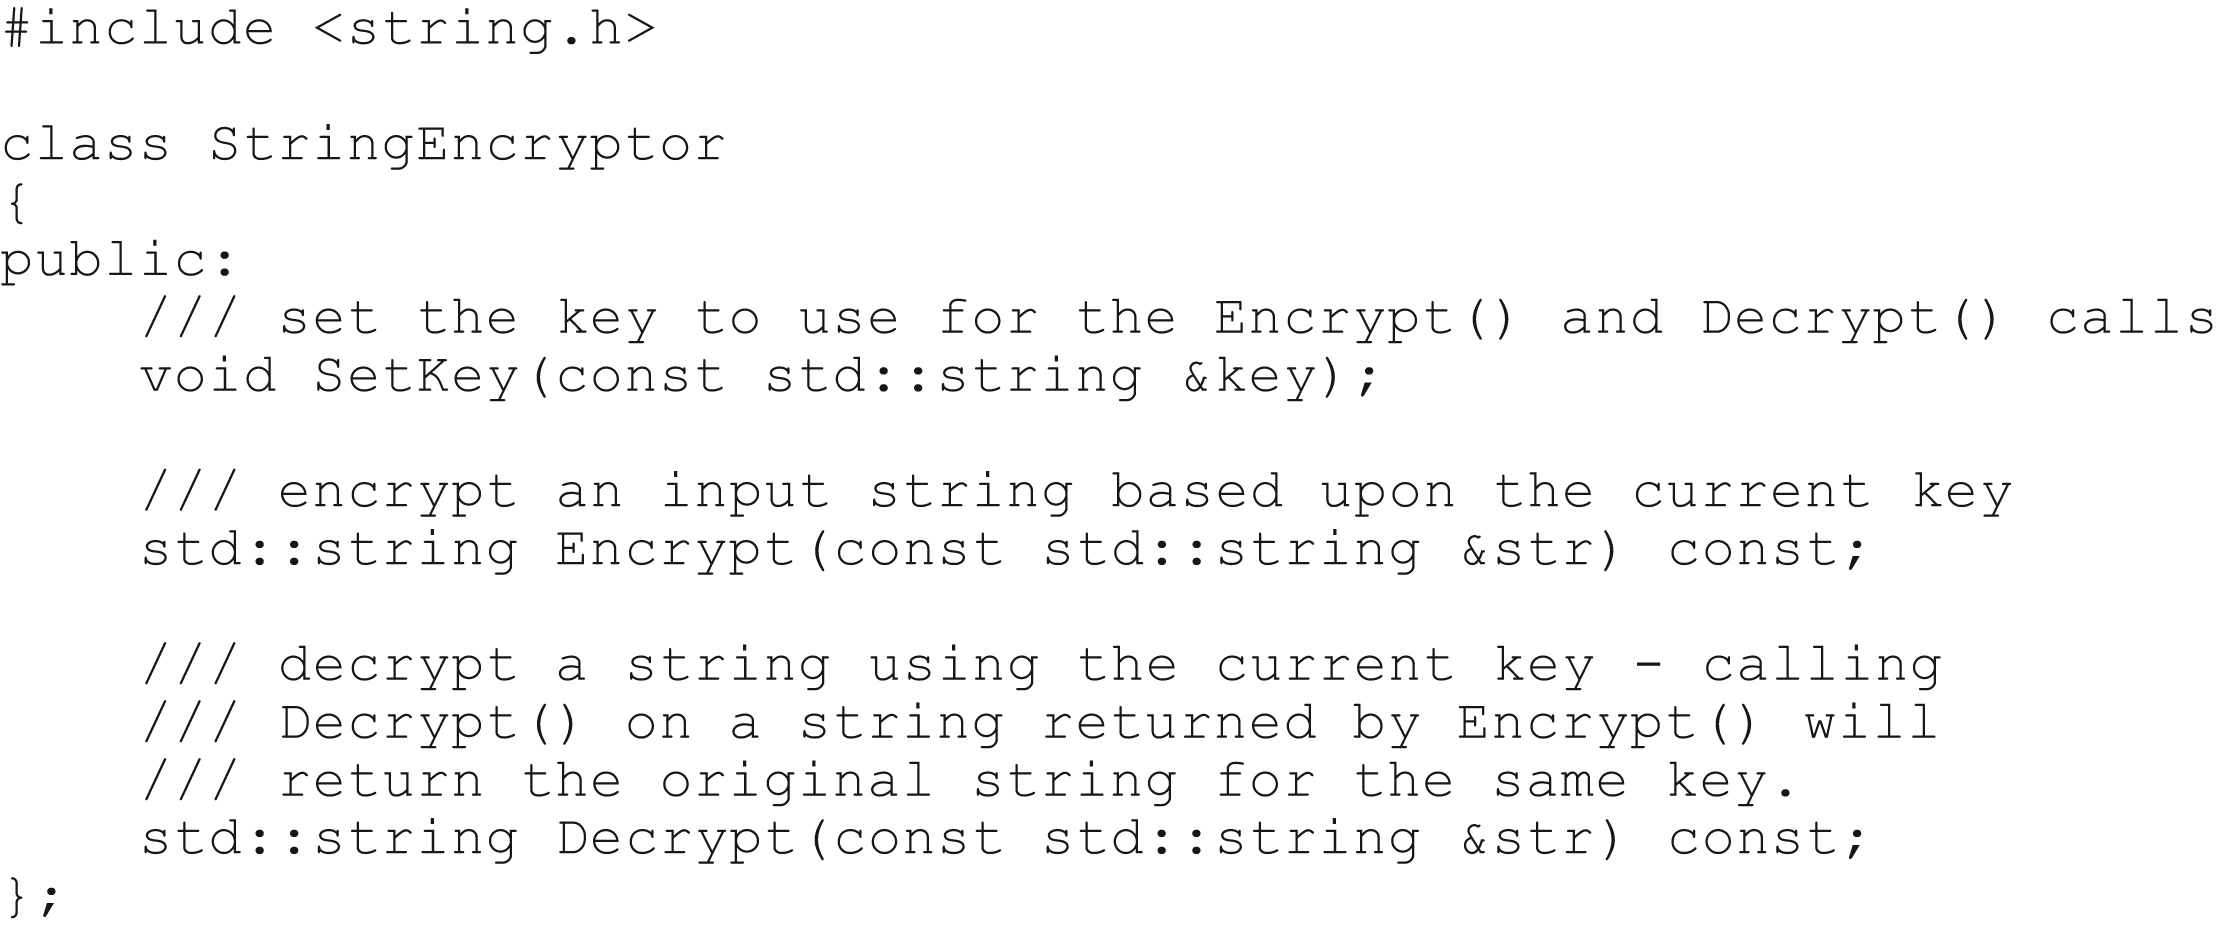 #include <string.h>
class StringEncryptor
{
public:
/// set the key to use for the Encrypt() and Decrypt() calls
void SetKey(const std::string &key);
/// encrypt an input string based upon the current key
std::string Encrypt(const std::string &str) const;
/// decrypt a string using the current key - calling
/// Decrypt() on a string returned by Encrypt() will
/// return the original string for the same key.
std::string Decrypt(const std::string &str) const;
};